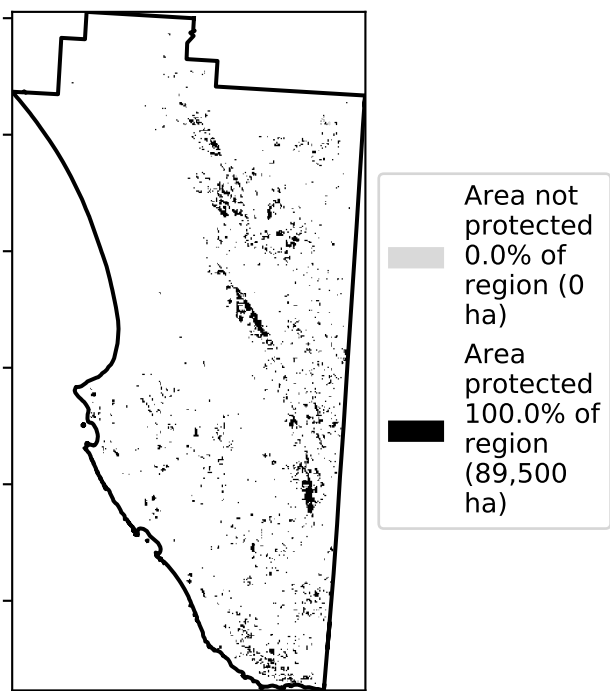 Area not
protected
0.0% of
region (0
ha)
Area
protected
100.0% of
region
(89,500
ha)